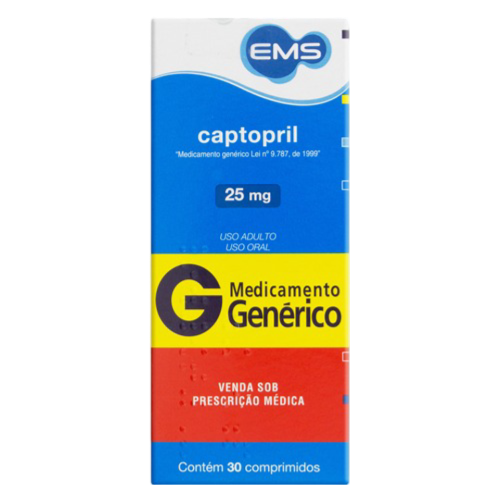 EMS
captopril
"Medicamento genérico Lei nº 9.787, de 1999"
25 mg
USO ADULTO
USO ORAL
G Medicamento
Genérico
VENDA SOB
PRESCRIÇÃO MÉDICA
Contém 30 comprimidos